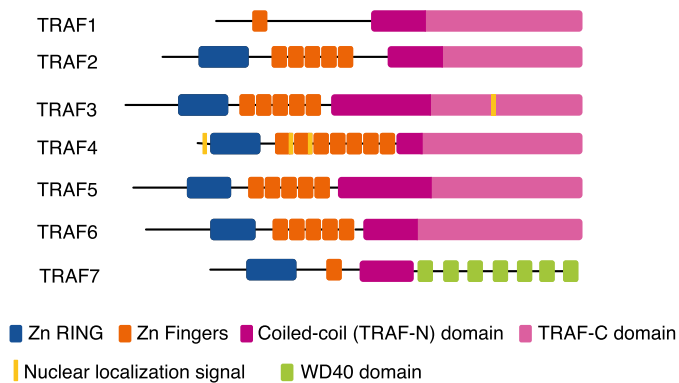 TRAF1
TRAF2
TRAF3
TRAF4
TRAF5
TRAF6
TRAF7
Zn RING Zn Fingers Coiled-coil (TRAF-N) domain TRAF-C domain
Nuclear localization signal WD40 domain